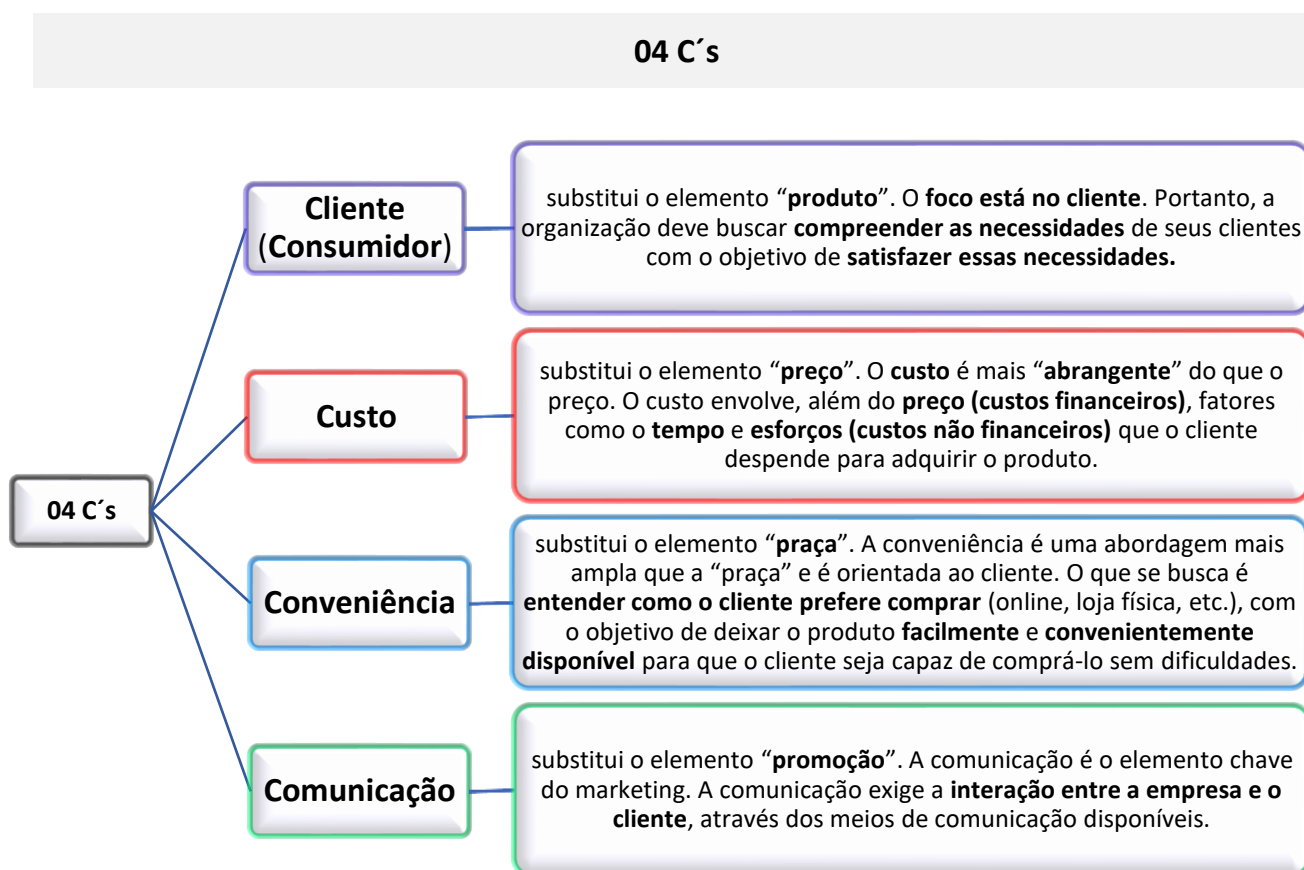 04 C´s
Cliente
(Consumidor)
substitui o elemento “produto”. O foco está no cliente. Portanto, a
organização deve buscar compreender as necessidades de seus clientes
com o objetivo de satisfazer essas necessidades.
Custo
substitui o elemento “preço”. O custo é mais “abrangente” do que o
preço. O custo envolve, além do preço (custos financeiros), fatores
como o tempo e esforços (custos não financeiros) que o cliente
despende para adquirir o produto.
04 C´s
Conveniência
substitui o elemento “praça”. A conveniência é uma abordagem mais
ampla que a “praça” e é orientada ao cliente. O que se busca é
entender como o cliente prefere comprar (online, loja física, etc.), com
o objetivo de deixar o produto facilmente e convenientemente
disponível para que o cliente seja capaz de comprá-lo sem dificuldades.
Comunicação
substitui o elemento “promoção”. A comunicação é o elemento chave
do marketing. A comunicação exige a interação entre a empresa e o
cliente, através dos meios de comunicação disponíveis.